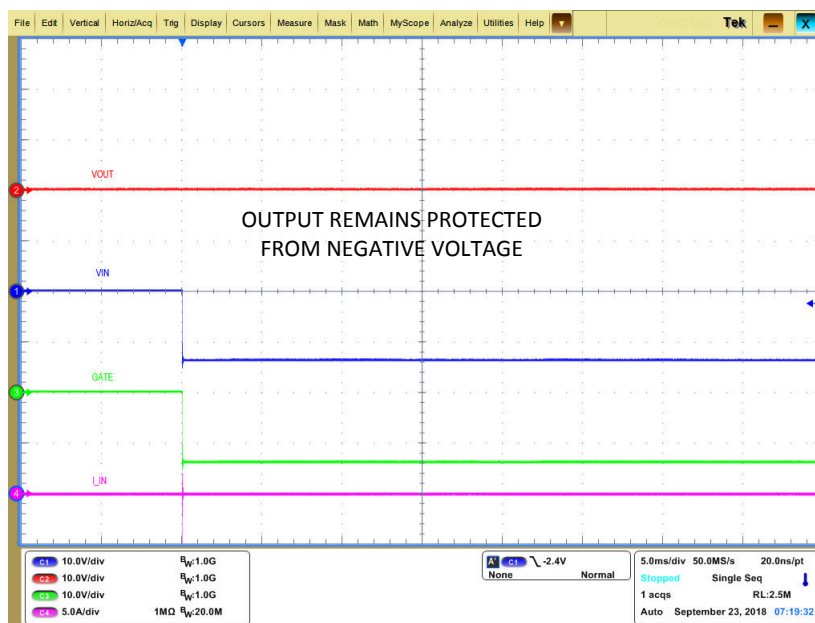 File Edit Vertical Horiz/Acq Trig Display Cursors Measure Mask Math MyScope Analyze Utilities Help Tek X
2
VOUT
OUTPUT REMAINS PROTECTED
FROM NEGATIVE VOLTAGE
VIN
1
GATE
3
I_IN
4
C1 10.0V/div BW:1.0G
C2 10.0V/div BW:1.0G
C3 10.0V/div BW:1.0G
C4 5.0A/div 1MΩ BW:20.0M
A' C1 -2.4V
None Normal
5.0ms/div 50.0MS/s 20.0ns/pt
Stopped Single Seq
1 acqs RL:2.5M
Auto September 23, 2018 07:19:32